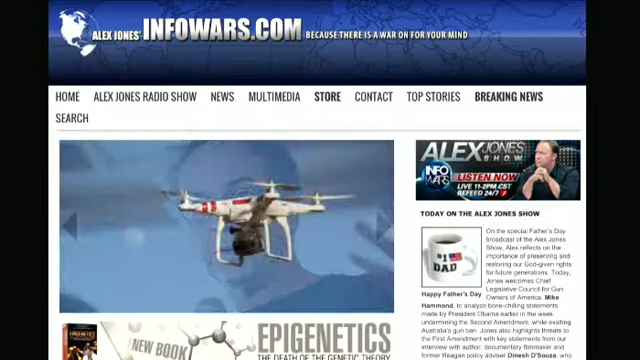 ALEX JONES' INFOWARS.COM BECAUSE THERE IS A WAR ON FOR YOUR MIND
HOME ALEX JONES RADIO SHOW NEWS MULTIMEDIA STORE CONTACT TOP STORIES BREAKING NEWS
SEARCH
ALEX JONES
SHOW
INFO WARS
LISTEN NOW
LIVE 11-2PM CST
REFEED 24/7
TODAY ON THE ALEX JONES SHOW
#1
DAD
Happy Father's Day
On the special Father's Day
broadcast of the Alex Jones
Show, Alex reflects on the
importance of preserving and
restoring our God-given rights
for future generations. Today,
Jones welcomes Chief
Legislative Council for Gun
Owners of America, Mike
Hammond, to analyze bone-chilling statements
made by President Obama earlier in the week
undermining the Second Amendment, while exalting
Australia's gun ban. Jones also highlights threats to
the First Amendment with key statements from our
interview with author, documentary filmmaker and
former Reagan policy adviser Dinesh D'Souza, who
NEW BOOK
EPIGENETICS
THE DEATH OF THE GENETIC THEORY